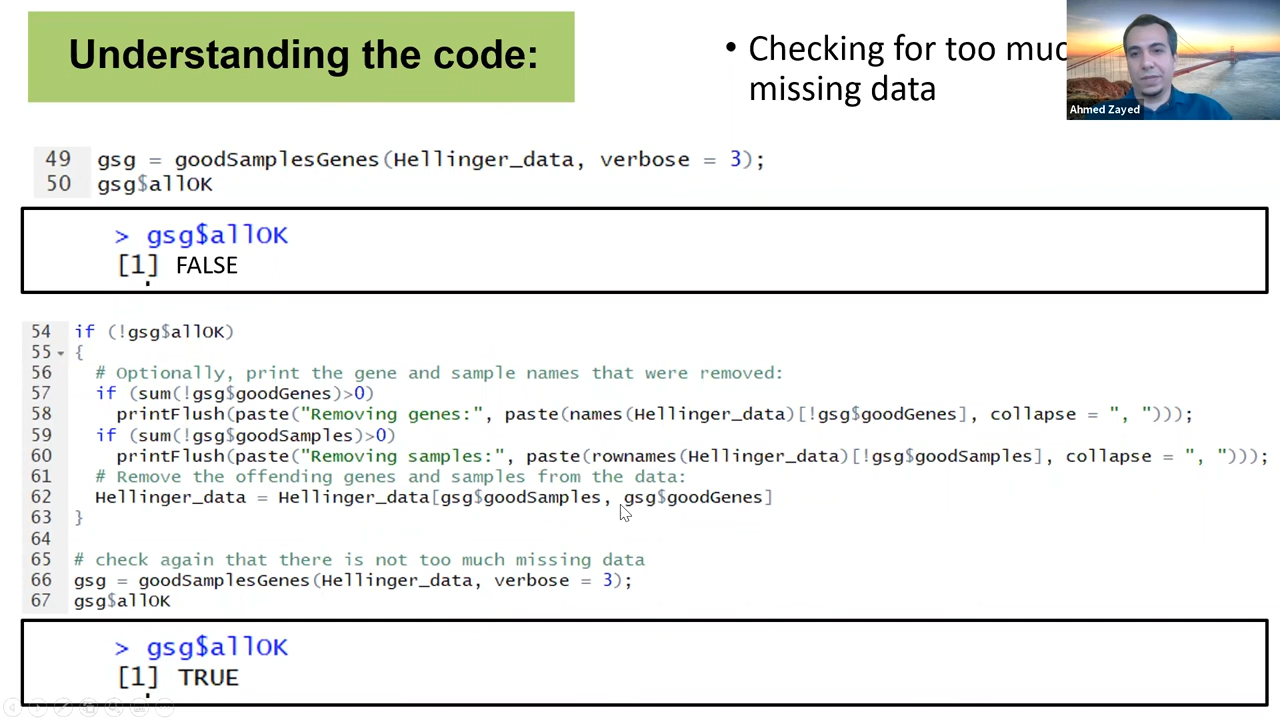 Understanding the code:
• Checking for too muc
missing data
Ahmed Zayed
49 gsg = goodSamplesGenes(Hellinger_data, verbose = 3);
50 gsg$allOK
> gsg$allOK
[1] FALSE
54 if (!gsg$allOK)
55 {
56 # Optionally, print the gene and sample names that were removed:
57 if (sum(!gsg$goodGenes)>0)
58 printFlush(paste("Removing genes:", paste(names(Hellinger_data)[!gsg$goodGenes], collapse = ", ")));
59 if (sum(!gsg$goodSamples)>0)
60 printFlush(paste("Removing samples:", paste(rownames(Hellinger_data)[!gsg$goodSamples], collapse = ", ")));
61 # Remove the offending genes and samples from the data:
62 Hellinger_data = Hellinger_data[gsg$goodSamples, gsg$goodGenes]
63 }
64
65 # check again that there is not too much missing data
66 gsg = goodSamplesGenes(Hellinger_data, verbose = 3);
67 gsg$allOK
> gsg$allOK
[1] TRUE